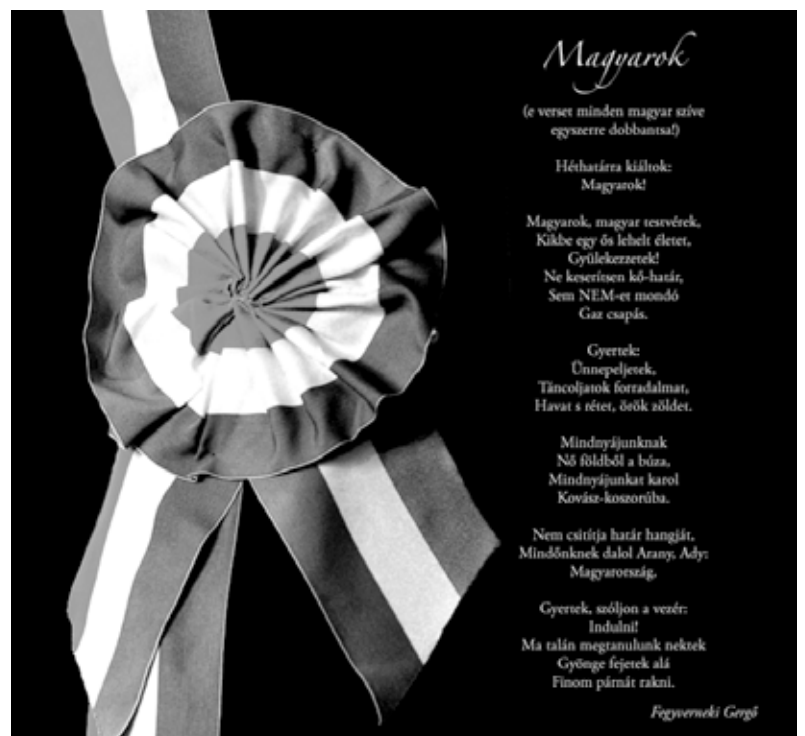 Magyarok
(e verset minden magyar szíve
egyszerre dobbantsa!)
Héthatárra kiáltok:
Magyarok!
Magyarok, magyar testvérek,
Kikbe egy ős lehelt életet,
Gyülekezzetek!
Ne keserítsen kő-határ,
Sem NEM-et mondó
Gaz csapás.
Gyertek:
Ünnepeljetek,
Táncoljatok forradalmat,
Havat s rétet, örök zöldet.
Mindnyájunknak
Nő földből a búza,
Mindnyájunkat karol
Kovász-koszorúba.
Nem csitítja határ hangját,
Mindőnknek dalol Arany, Ady:
Magyarország,
Gyertek, szóljon a vezér:
Indulni!
Ma talán megtanulunk nektek
Gyönge fejetek alá
Finom párnát rakni.
Fegyverneki Gergő